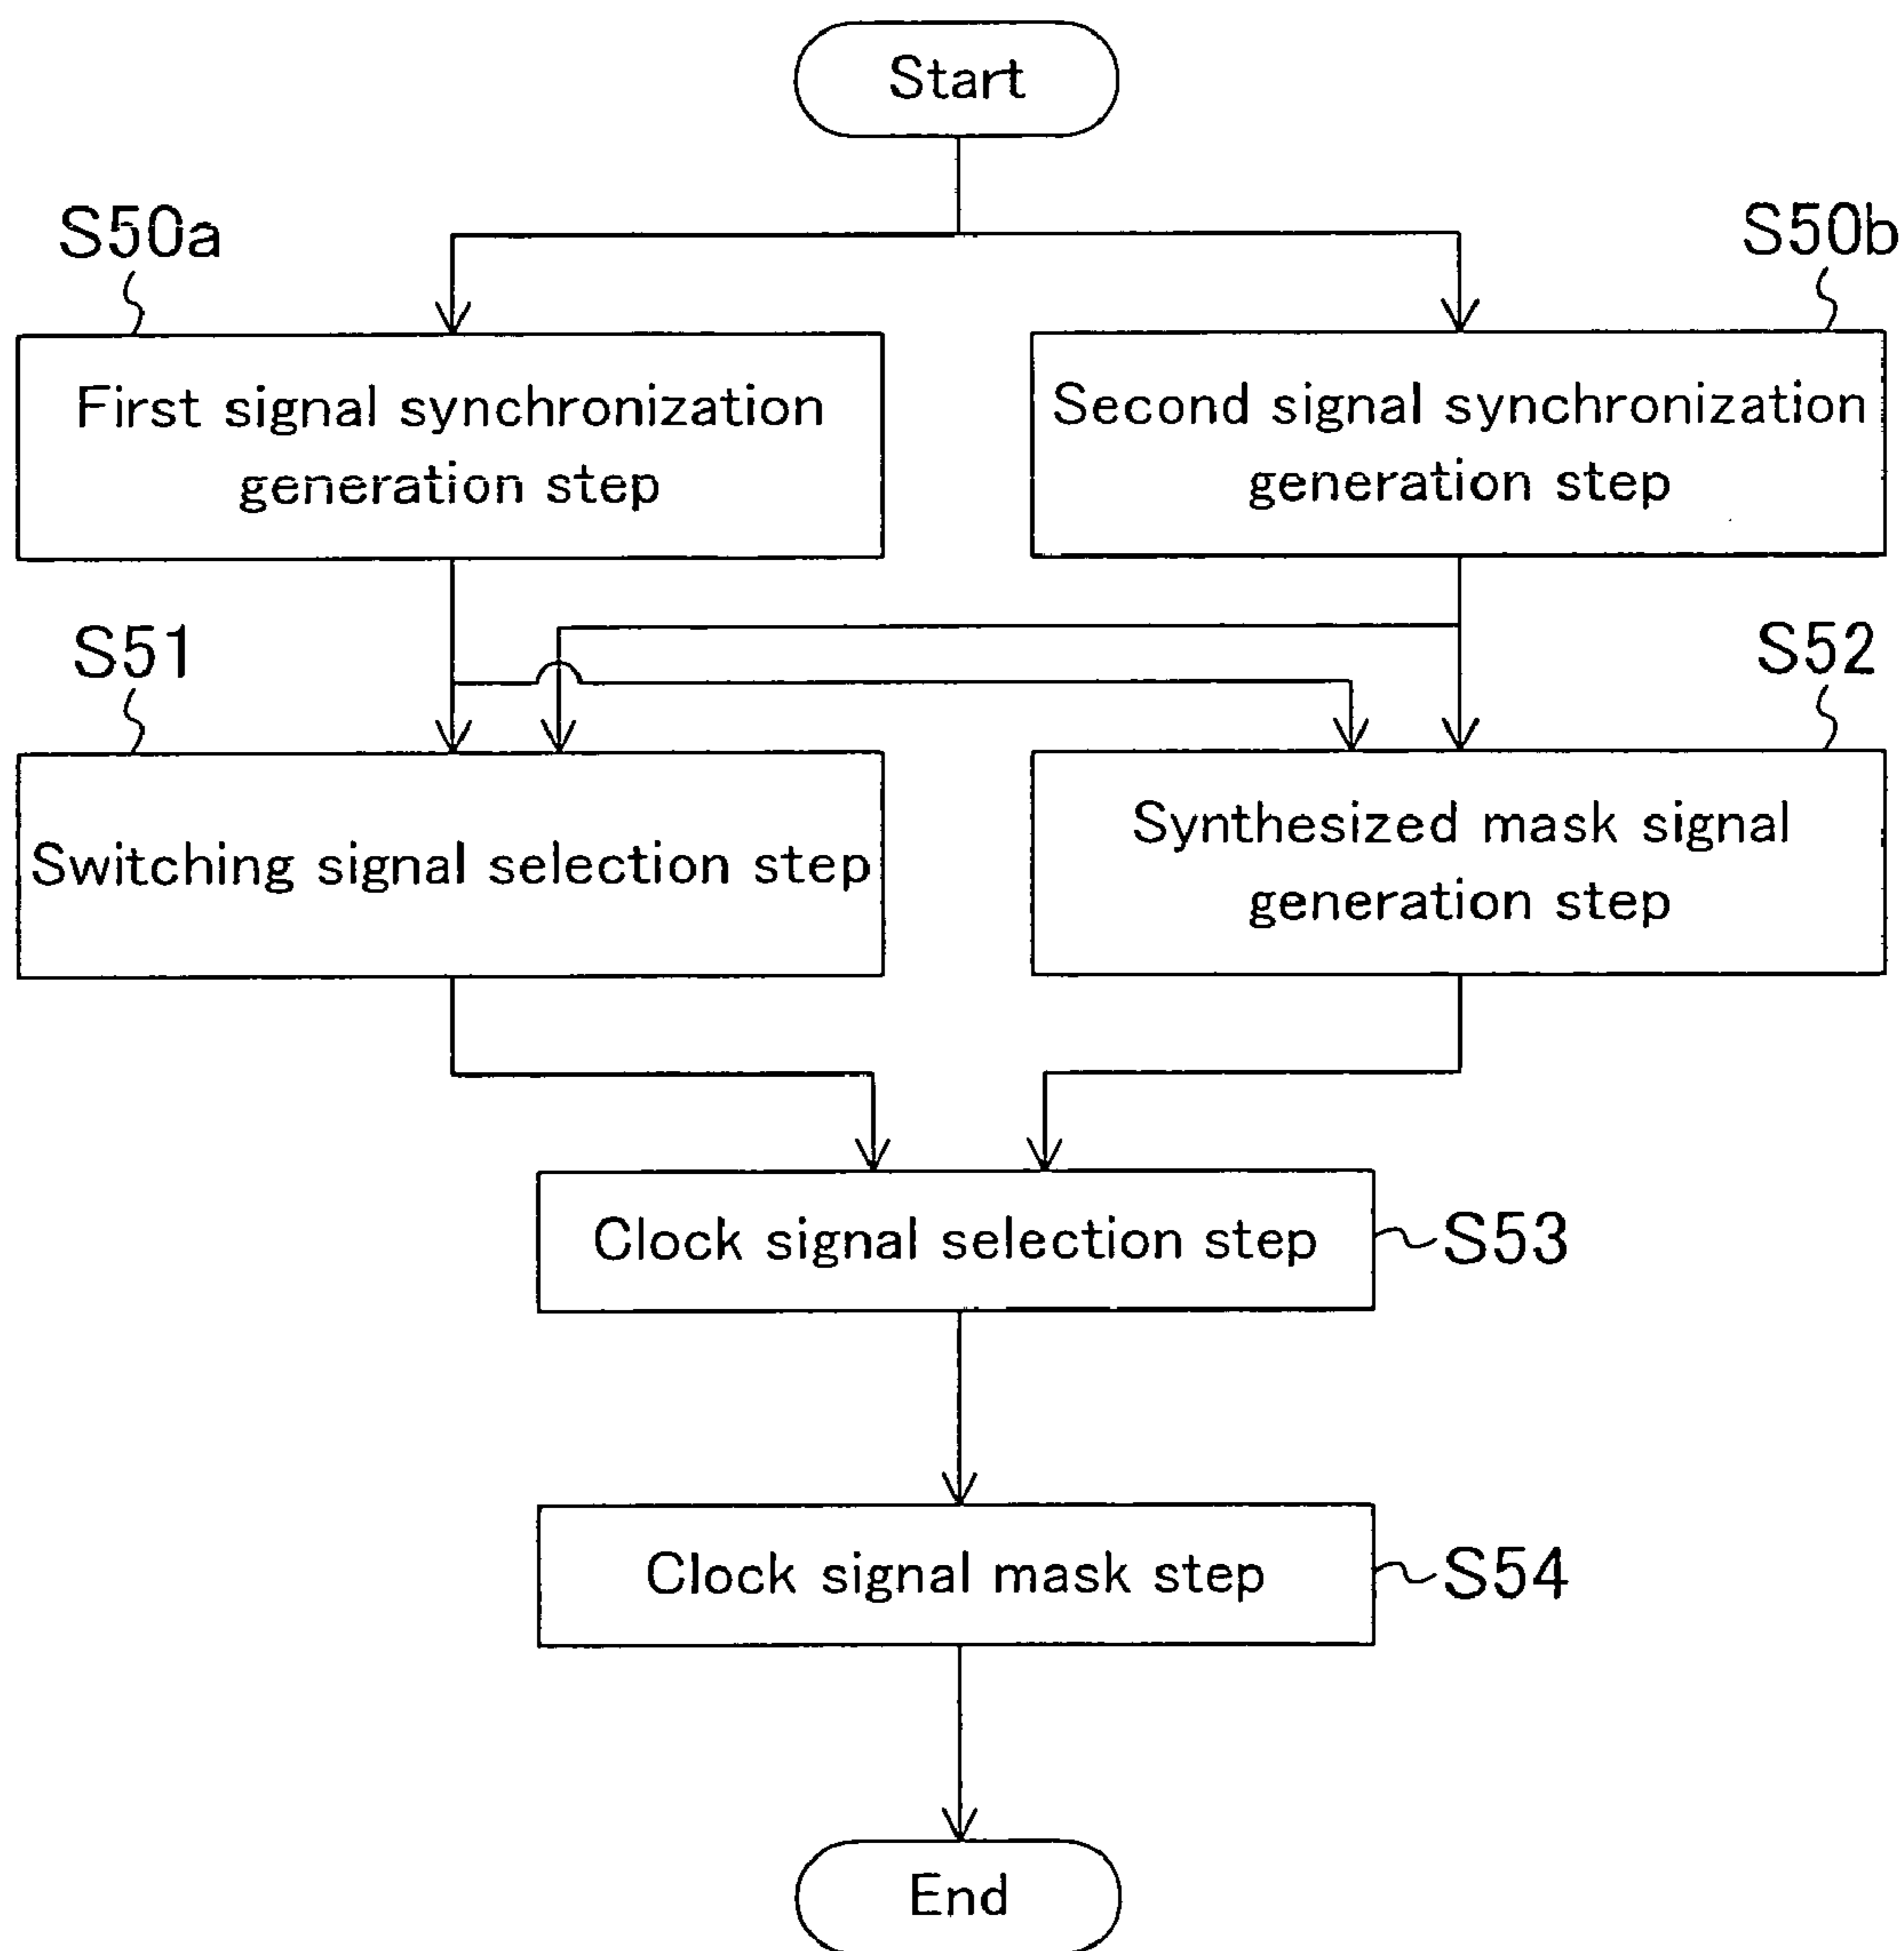 Start
S50a
S50b
First signal synchronization
generation step
Second signal synchronization
generation step
S51
S52
Switching signal selection step
Synthesized mask signal
generation step
Clock signal selection step
S53
Clock signal mask step
S54
End